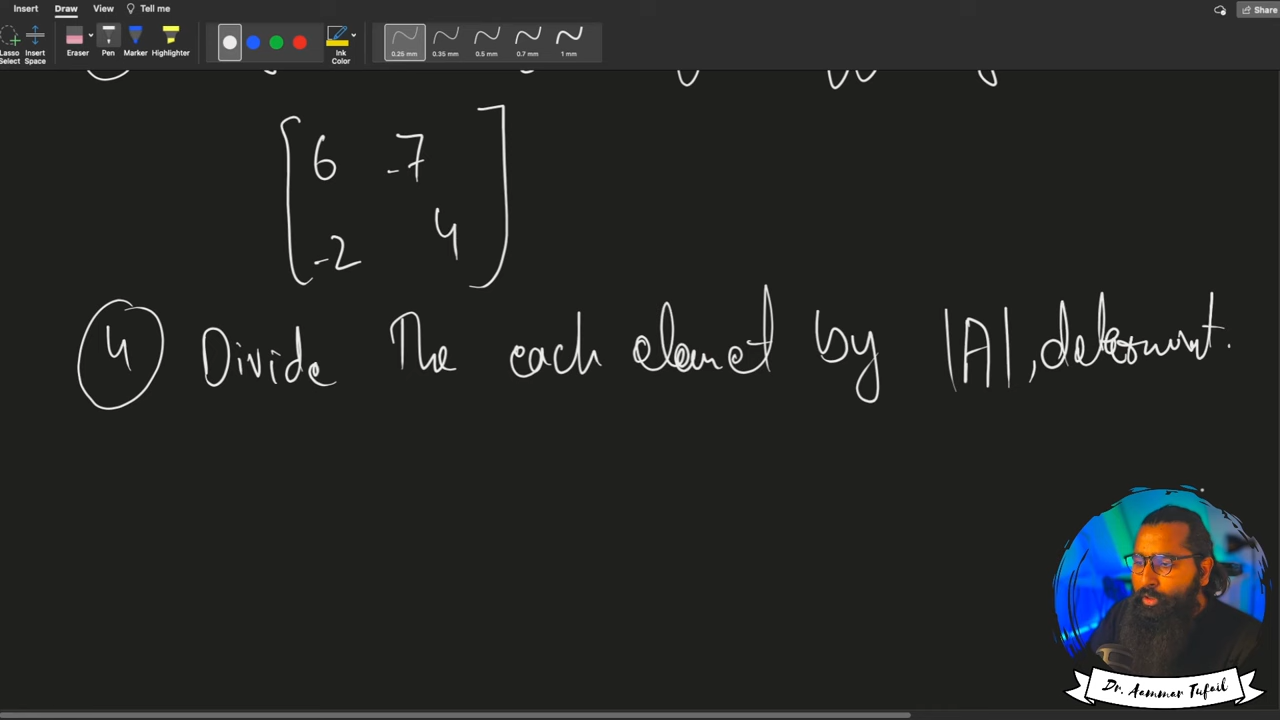 Insert Draw View Tell me Share
Lasso Select Insert Space Eraser Pen Marker Highlighter Ink Color 0.25 mm 0.35 mm 0.5 mm 0.7 mm 1 mm
6 -7
-2 4
4 Divide The each elemet by |A|, determint.
Dr. Aammar Tufail